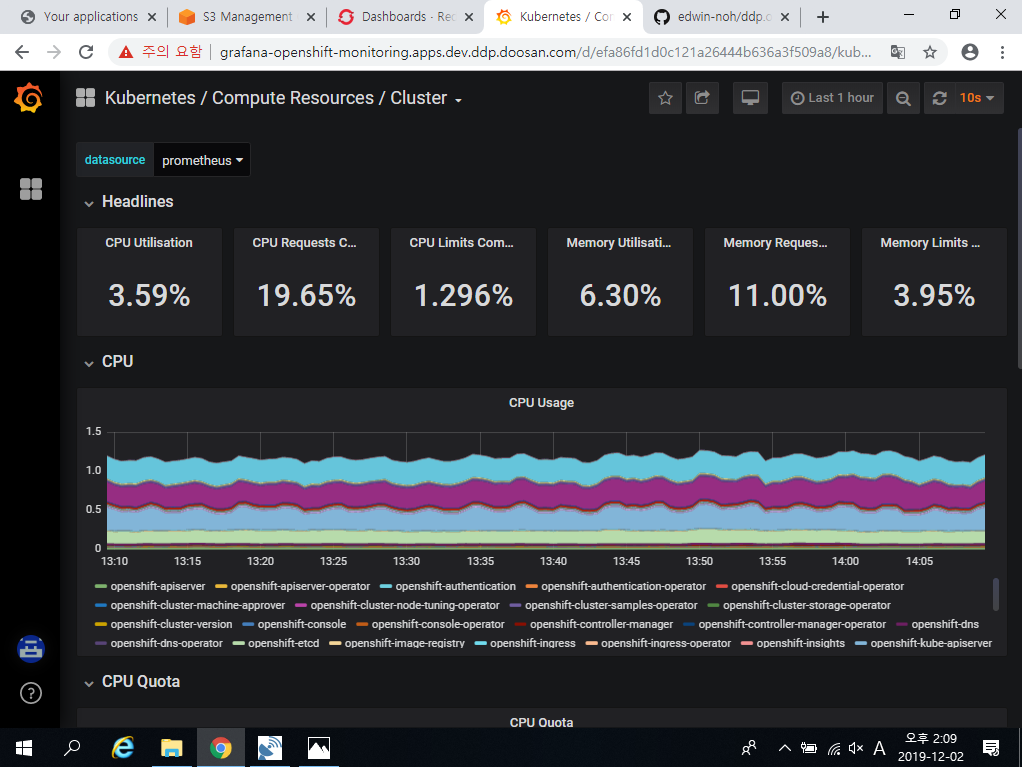 Your applications
S3 Management
Dashboards - Re
Kubernetes / Co
edwin-noh/ddp.
주의 요함
grafana-openshift-monitoring.apps.dev.ddp.doosan.com/d/efa86fd1d0c121a26444b636a3f509a8/kub...
Kubernetes / Compute Resources / Cluster
Last 1 hour
10s
datasource
prometheus
Headlines
CPU Utilisation
CPU Requests C...
CPU Limits Com...
Memory Utilisati...
Memory Reques...
Memory Limits ...
3.59%
19.65%
1.296%
6.30%
11.00%
3.95%
CPU
CPU Usage
1.5
1.0
0.5
0
13:10 13:15 13:20 13:25 13:30 13:35 13:40 13:45 13:50 13:55 14:00 14:05
openshift-apiserver openshift-apiserver-operator openshift-authentication openshift-authentication-operator openshift-cloud-credential-operator
openshift-cluster-machine-approver openshift-cluster-node-tuning-operator openshift-cluster-samples-operator openshift-cluster-storage-operator
openshift-cluster-version openshift-console openshift-console-operator openshift-controller-manager openshift-controller-manager-operator openshift-dns
openshift-dns-operator openshift-etcd openshift-image-registry openshift-ingress openshift-ingress-operator openshift-insights openshift-kube-apiserver
CPU Quota
CPU Quota
A
오후 2:09
2019-12-02